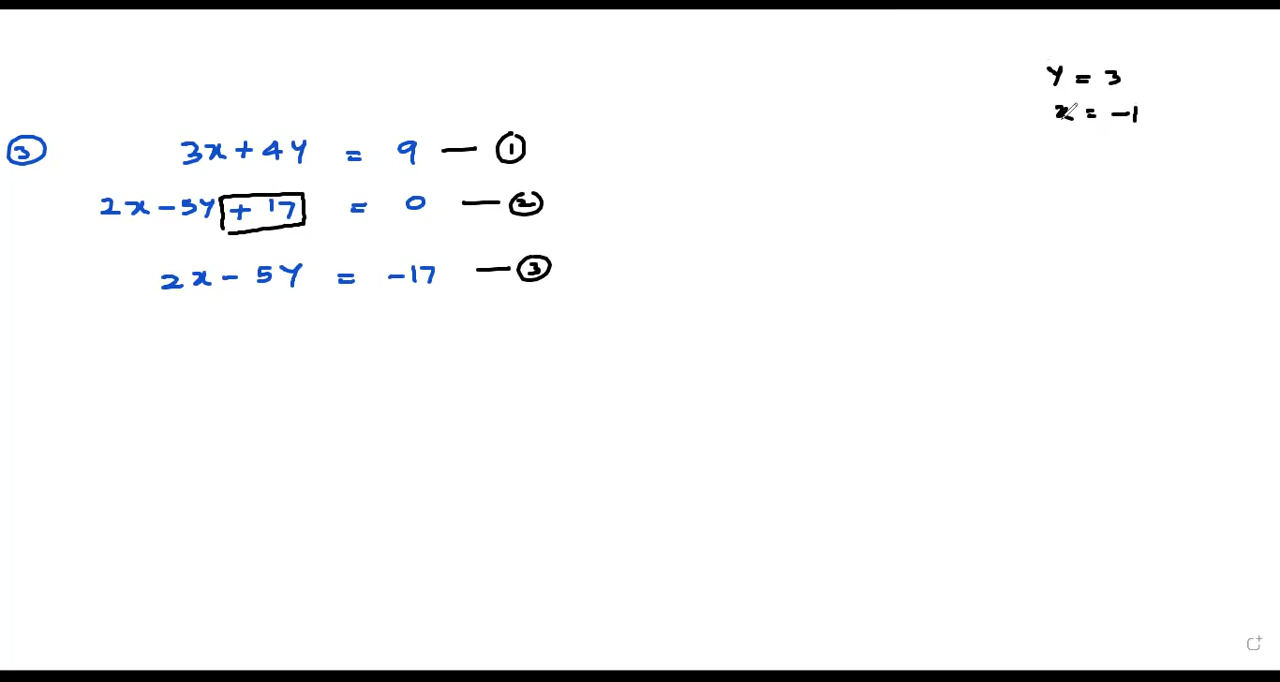 Y = 3
x = -1
③ 3x + 4Y = 9 — ①
2x - 5Y + 17 = 0 — ②
2x - 5Y = -17 — ③